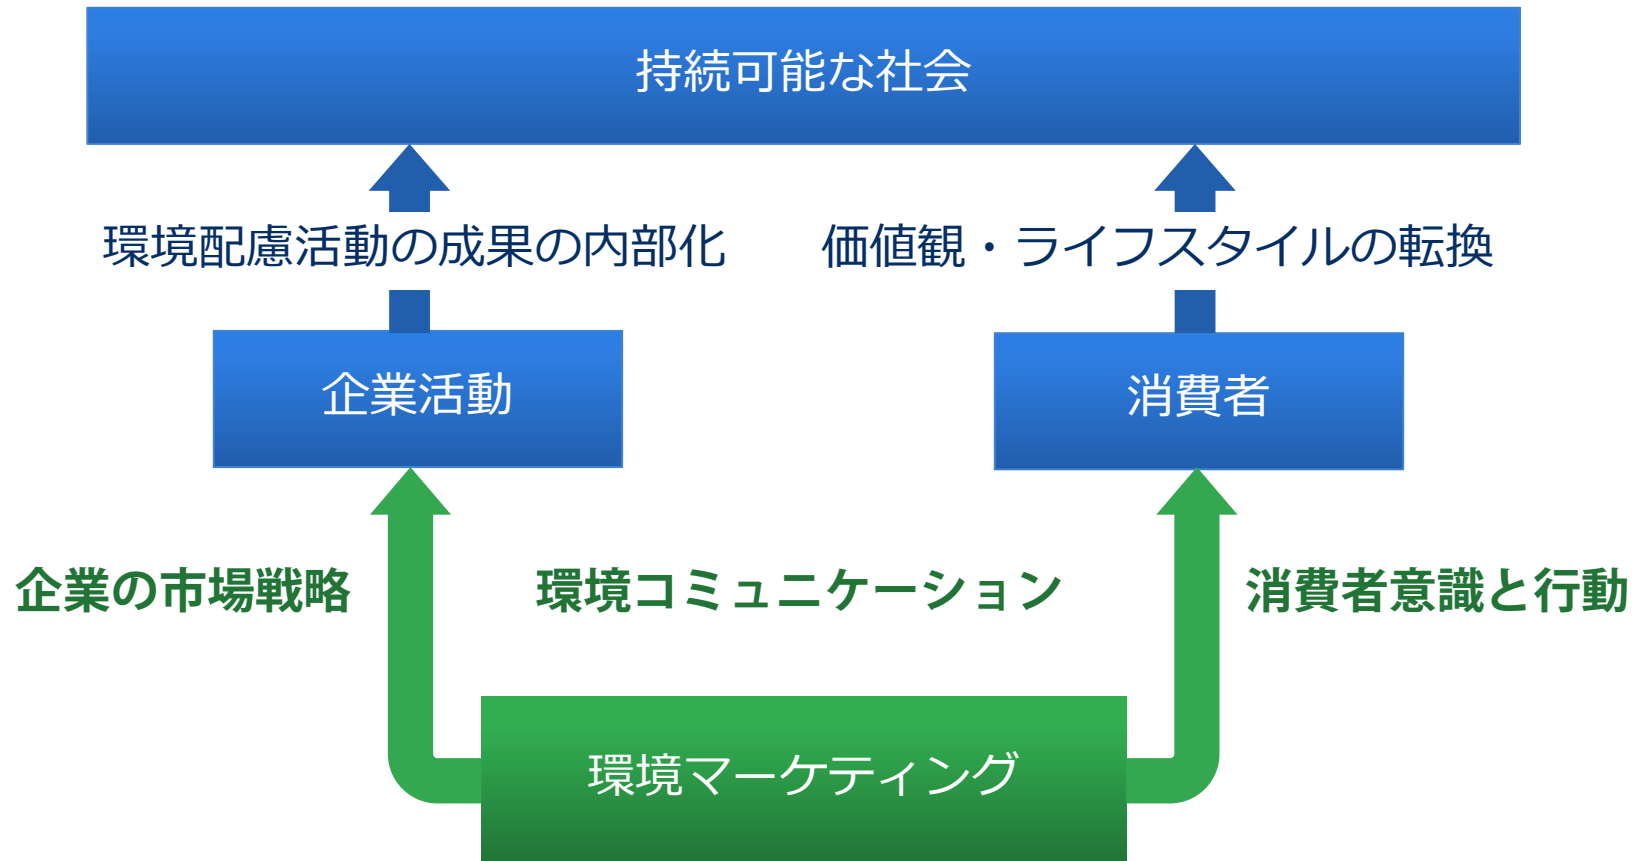 持続可能な社会
環境配慮活動の成果の内部化
価値観・ライフスタイルの転換
企業活動
消費者
企業の市場戦略
環境コミュニケーション
消費者意識と行動
環境マーケティング